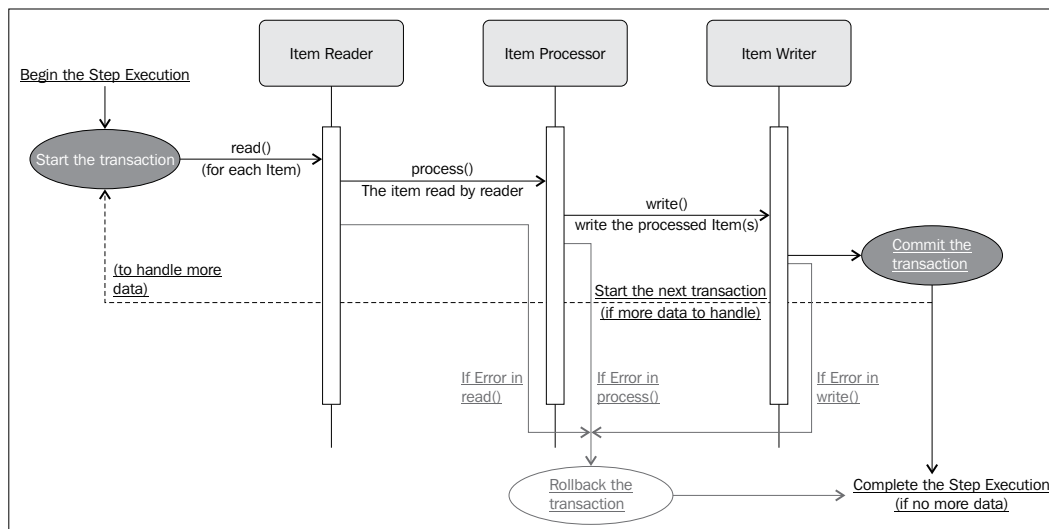 Item Reader
Item Processor
Item Writer
Begin the Step Execution
Start the transaction
read()
(for each Item)
process()
The item read by reader
write()
write the processed Item(s)
Commit the
transaction
(to handle more
data)
Start the next transaction
(if more data to handle)
If Error in
read()
If Error in
process()
If Error in
write()
Rollback the
transaction
Complete the Step Execution
(if no more data)